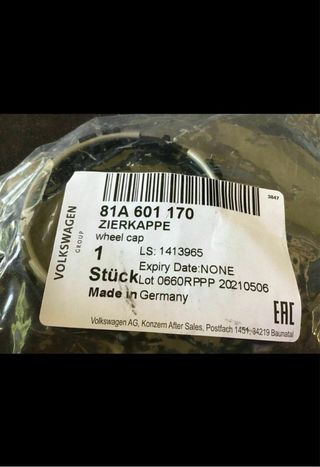 3847
VOLKSWAGEN
GROUP
81A 601 170
ZIERKAPPE
wheel cap
1 LS: 1413965
Expiry Date:NONE
Stück Lot 0660RPPP 20210506
Made in Germany
EAC
Volkswagen AG, Konzern After Sales, Postfach 1451, 34219 Baunatal